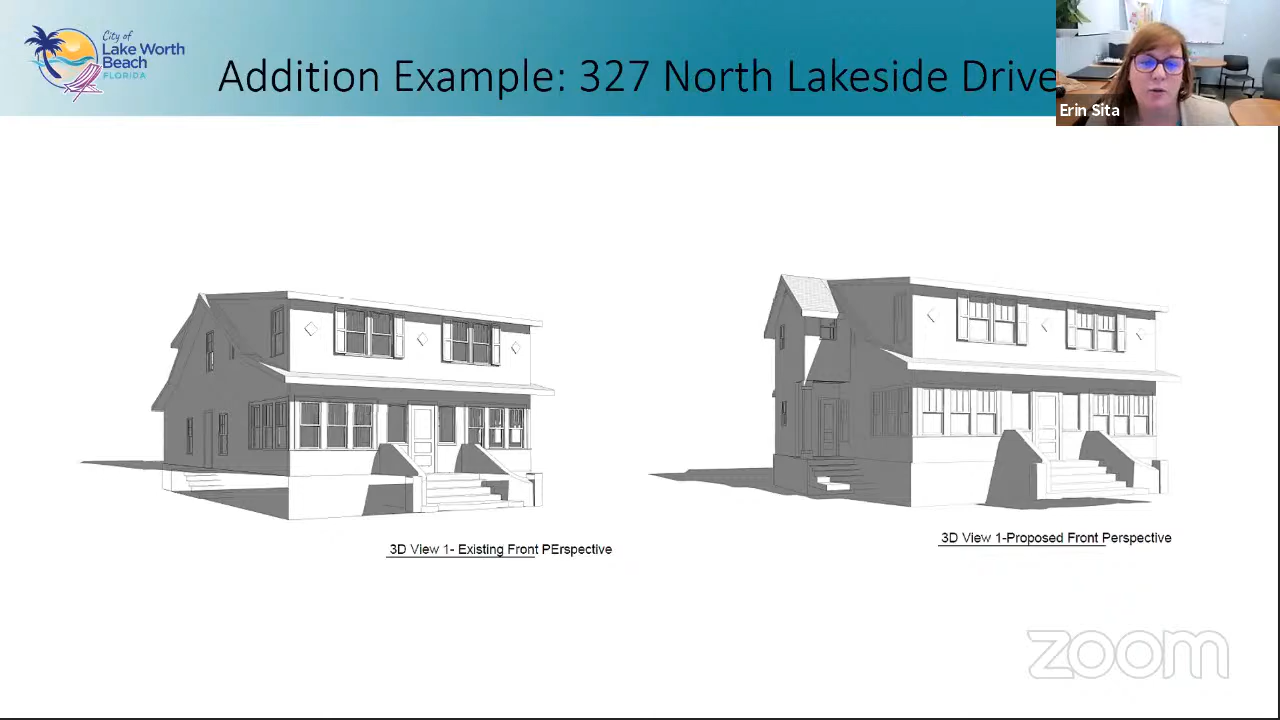 City of
Lake Worth
Beach
FLORIDA
Addition Example: 327 North Lakeside Drive
Erin Sita
3D View 1- Existing Front PErspective
3D View 1-Proposed Front Perspective
zoom